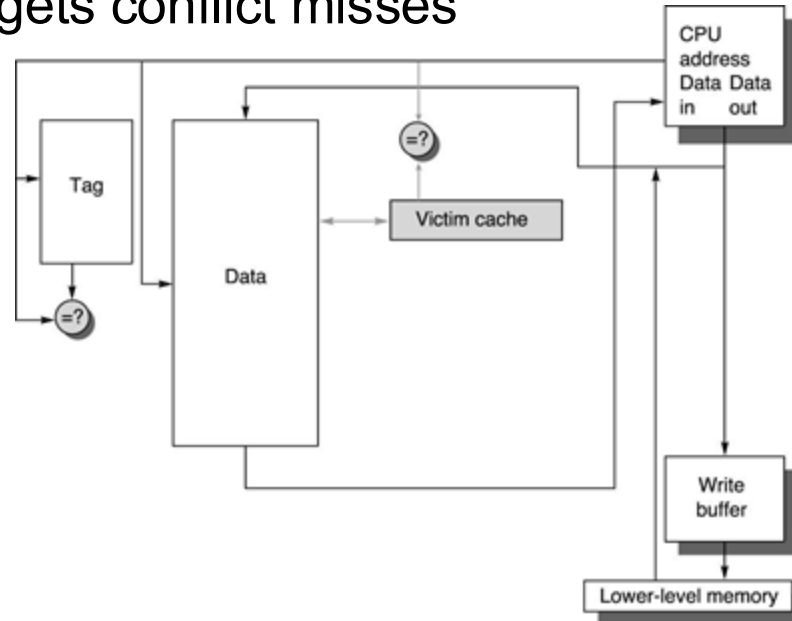 gets conflict misses
CPU
address
Data Data
in out
=?
Tag
Victim cache
Data
=?
Write
buffer
Lower-level memory